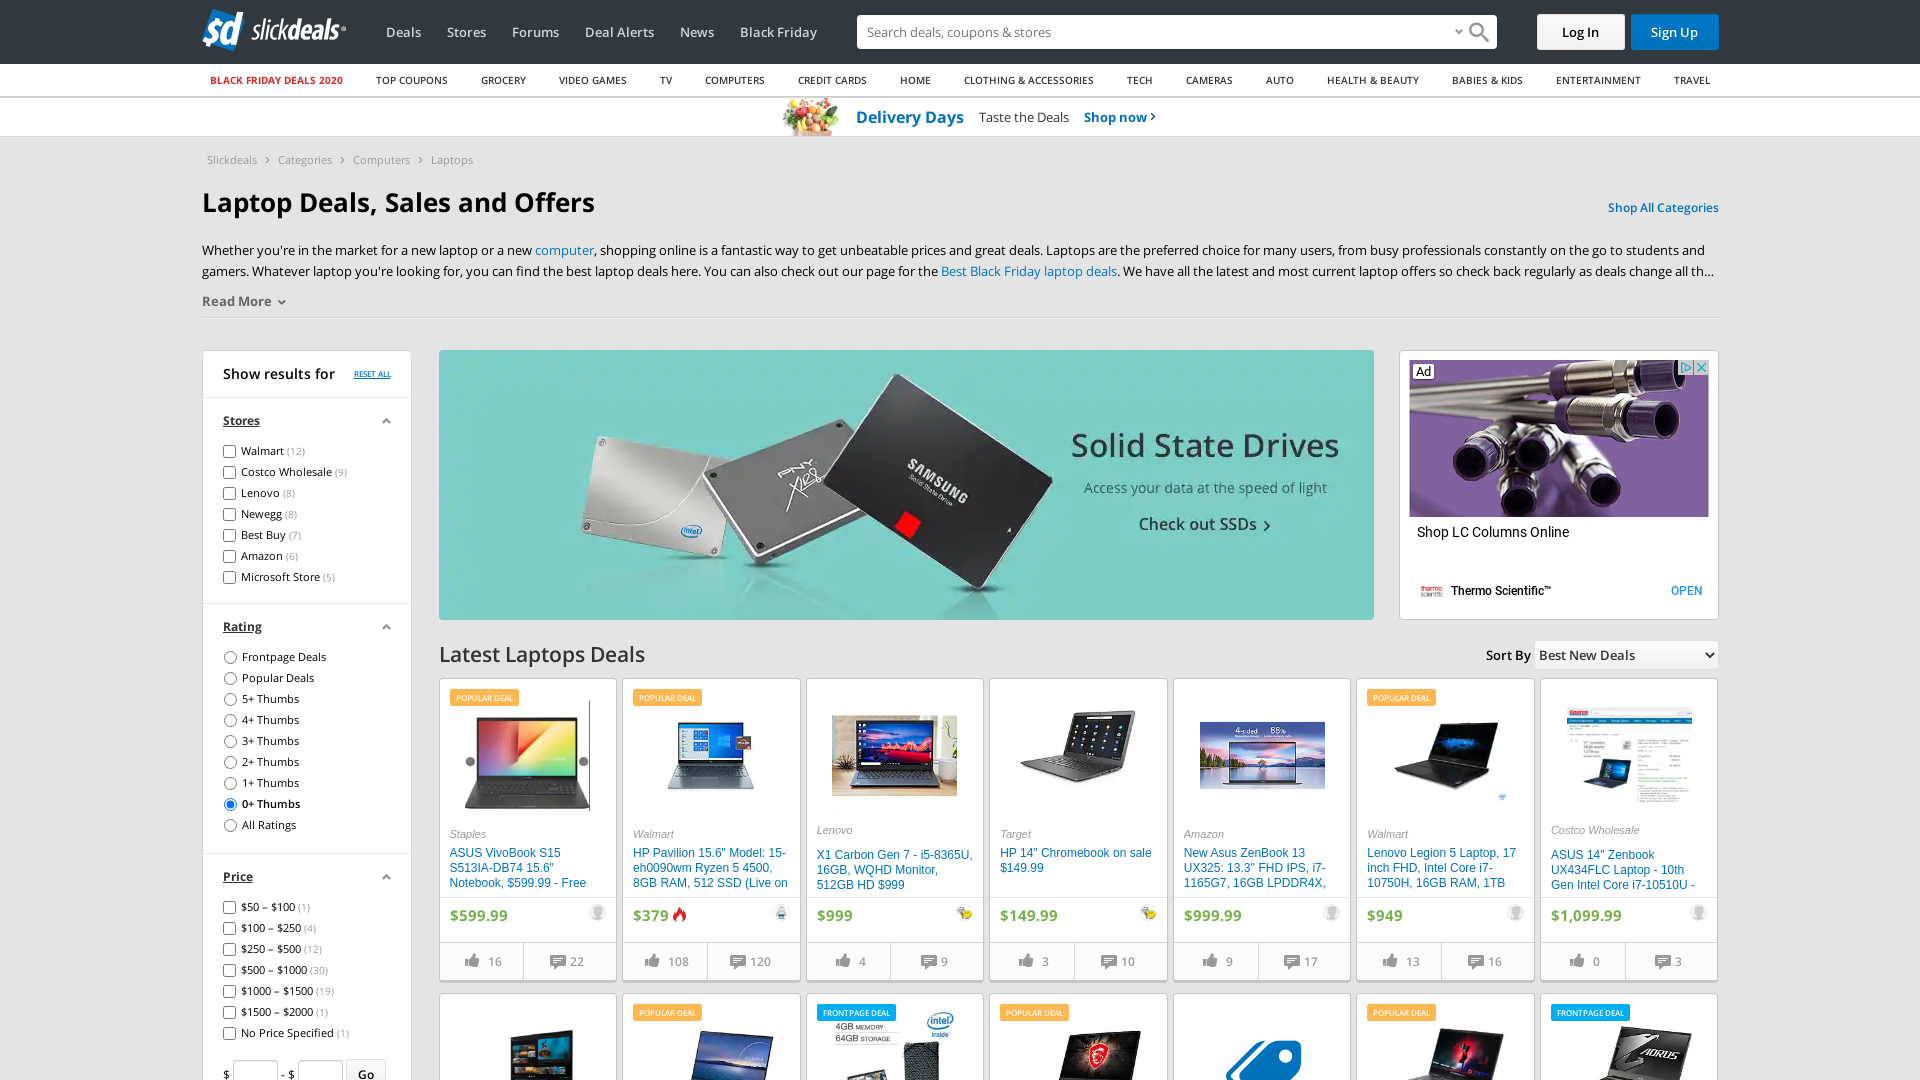 sd slickdeals
Deals
Stores
Forums
Deal Alerts
News
Black Friday
Search deals, coupons & stores
Log In
Sign Up
BLACK FRIDAY DEALS 2020
TOP COUPONS
GROCERY
VIDEO GAMES
TV
COMPUTERS
CREDIT CARDS
HOME
CLOTHING & ACCESSORIES
TECH
CAMERAS
AUTO
HEALTH & BEAUTY
BABIES & KIDS
ENTERTAINMENT
TRAVEL
Delivery Days Taste the Deals Shop now
Slickdeals > Categories > Computers > Laptops
Laptop Deals, Sales and Offers
Shop All Categories
Whether you're in the market for a new laptop or a new computer, shopping online is a fantastic way to get unbeatable prices and great deals. Laptops are the preferred choice for many users, from busy professionals constantly on the go to students and
gamers. Whatever laptop you're looking for, you can find the best laptop deals here. You can also check out our page for the Best Black Friday laptop deals. We have all the latest and most current laptop offers so check back regularly as deals change all th…
Read More
Show results for RESET ALL
Stores
Walmart (12)
Costco Wholesale (9)
Lenovo (8)
Newegg (8)
Best Buy (7)
Amazon (6)
Microsoft Store (5)
Rating
Frontpage Deals
Popular Deals
5+ Thumbs
4+ Thumbs
3+ Thumbs
2+ Thumbs
1+ Thumbs
0+ Thumbs
All Ratings
Price
$50 – $100 (1)
$100 – $250 (4)
$250 – $500 (12)
$500 – $1000 (30)
$1000 – $1500 (19)
$1500 – $2000 (1)
No Price Specified (1)
$ - $ Go
intel
PNY
XLR8
SAMSUNG
Solid State Drive
Solid State Drives
Access your data at the speed of light
Check out SSDs >
Ad
Shop LC Columns Online
thermo
scientific
Thermo Scientific™
OPEN
Latest Laptops Deals
Sort By Best New Deals
POPULAR DEAL
Staples
ASUS VivoBook S15
S513IA-DB74 15.6"
Notebook, $599.99 - Free
$599.99
16
22
POPULAR DEAL
Walmart
HP Pavilion 15.6" Model: 15-
eh0090wm Ryzen 5 4500,
8GB RAM, 512 SSD (Live on
$379
108
120
Lenovo
X1 Carbon Gen 7 - i5-8365U,
16GB, WQHD Monitor,
512GB HD $999
$999
4
9
Target
HP 14" Chromebook on sale
$149.99
$149.99
3
10
4-sided 88%
Amazon
New Asus ZenBook 13
UX325: 13.3" FHD IPS, i7-
1165G7, 16GB LPDDR4X,
$999.99
9
17
POPULAR DEAL
Walmart
Lenovo Legion 5 Laptop, 17
inch FHD, Intel Core i7-
10750H, 16GB RAM, 1TB
$949
13
16
Costco Wholesale
ASUS 14" Zenbook
UX434FLC Laptop - 10th
Gen Intel Core i7-10510U -
$1,099.99
0
3
POPULAR DEAL
FRONTPAGE DEAL
4GB MEMORY
64GB STORAGE
intel
inside
POPULAR DEAL
POPULAR DEAL
FRONTPAGE DEAL
AORUS